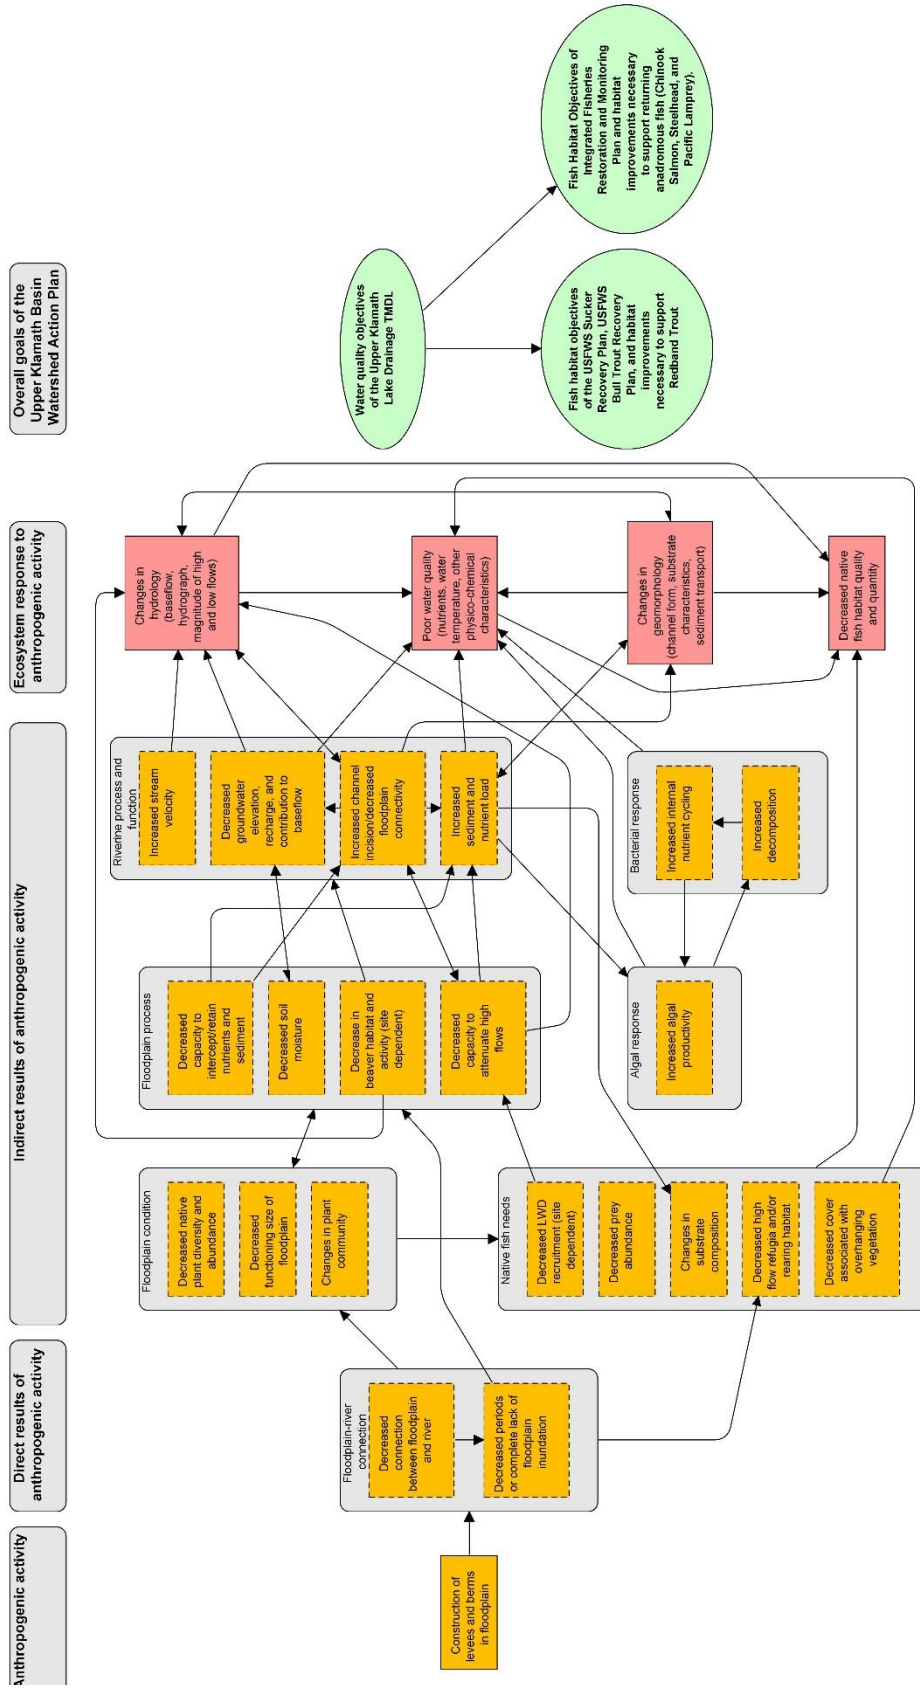 Anthropogenic activity
Direct results of
anthropogenic activity
Indirect results of anthropogenic activity
Ecosystem response to
anthropogenic activity
Overall goals of the
Upper Klamath Basin
Watershed Action Plan
Construction of
levees and berms
in floodplain
Floodplain-river
connection
Decreased
connection
between floodplain
and river
Decreased periods
or complete lack of
floodplain
inundation
Floodplain condition
Decreased native
plant diversity and
abundance
Decreased
functioning size of
floodplain
Changes in plant
community
Native fish needs
Decreased LWD
recruitment (site
dependent)
Decreased prey
abundance
Changes in
substrate
composition
Decreased high
flow refugia and/or
rearing habitat
Decreased cover
associated with
overhanging
vegetation
Floodplain process
Decreased
capacity to
intercept/retain
nutrients and
sediment
Decreased soil
moisture
Decrease in
beaver habitat and
activity (site
dependent)
Decreased
capacity to
attenuate high
flows
Algal response
Increased algal
productivity
Riverine process and
function
Increased stream
velocity
Decreased
groundwater
elevation,
recharge, and
contribution to
baseflow
Increased channel
incision/decreased
floodplain
connectivity
Increased
sediment and
nutrient load
Bacterial response
Increased internal
nutrient cycling
Increased
decomposition
Changes in
hydrology
(baseflow,
hydrograph,
magnitude of high
and low flows)
Poor water quality
(nutrients, water
temperature, other
physico-chemical
characteristics)
Changes in
geomorphology
(channel form, substrate
characteristics,
sediment transport)
Decreased native
fish habitat quality
and quantity
Water quality objectives
of the Upper Klamath
Lake Drainage TMDL
Fish habitat objectives
of the USFWS Sucker
Recovery Plan, USFWS
Bull Trout Recovery
Plan, and habitat
improvements
necessary to support
Redband Trout
Fish Habitat Objectives of
Integrated Fisheries
Restoration and Monitoring
Plan and habitat
improvements necessary
to support returning
anadromous fish (Chinook
Salmon, Steelhead, and
Pacific Lamprey).